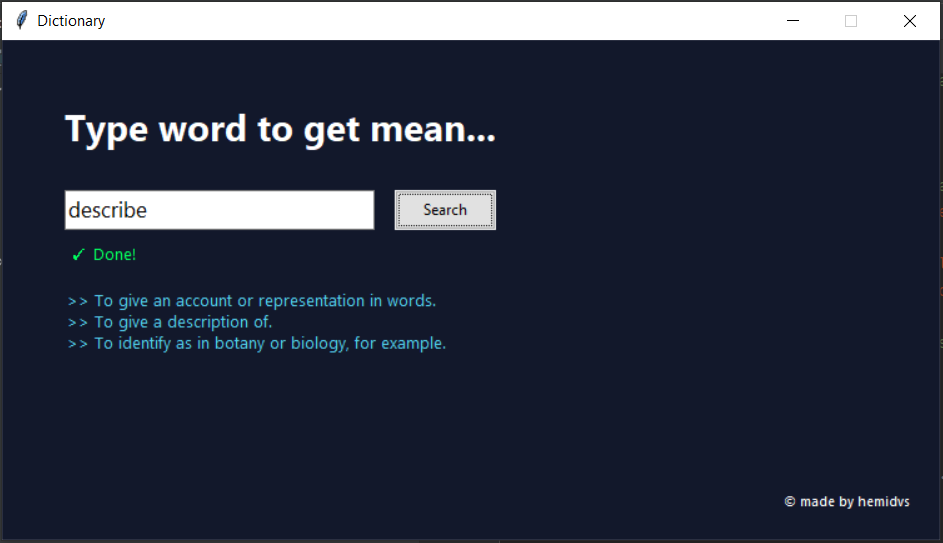 Dictionary
Type word to get mean...
describe
Search
✓ Done!
>> To give an account or representation in words.
>> To give a description of.
>> To identify as in botany or biology, for example.
© made by hemidvs